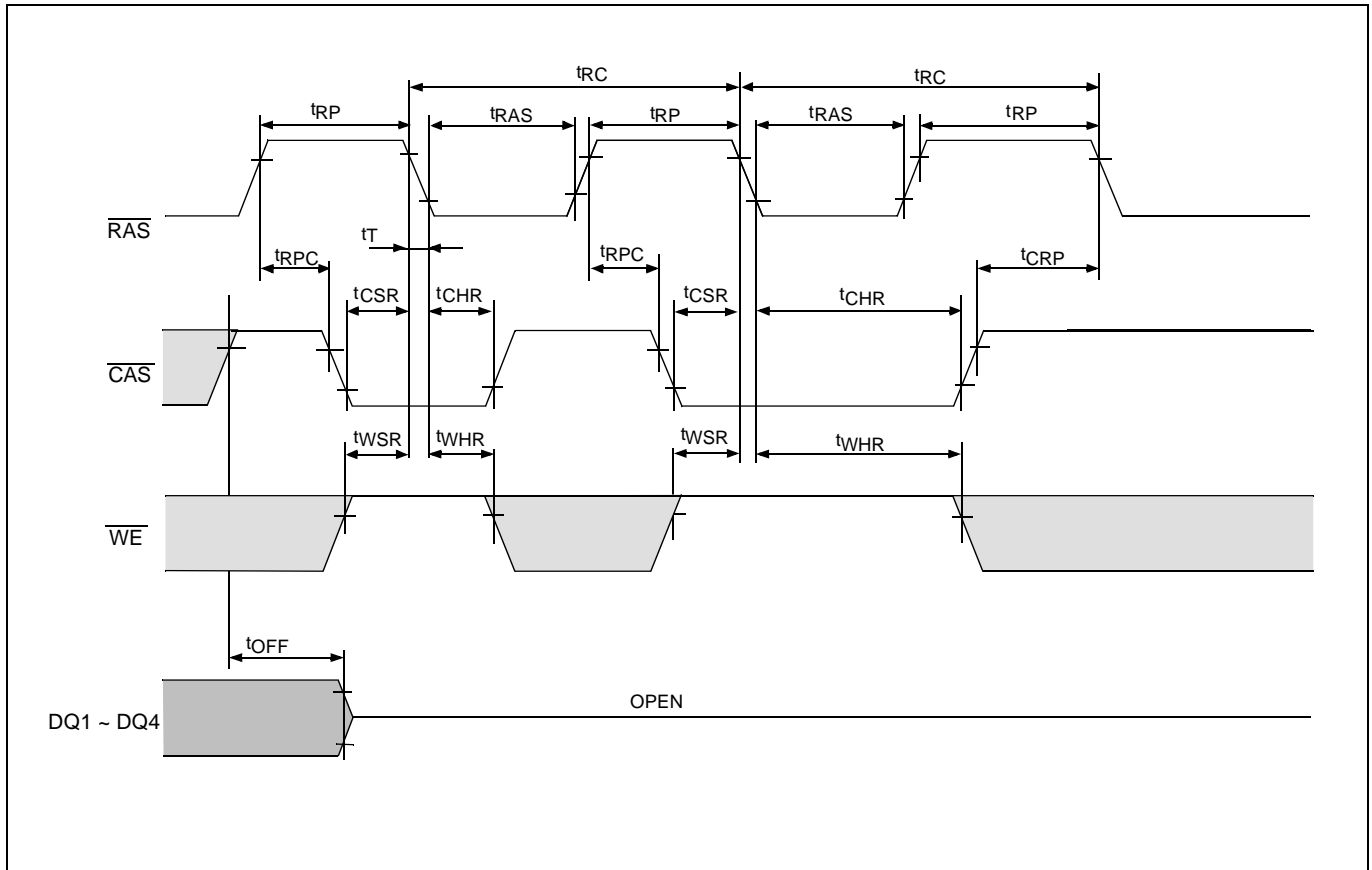 tRC tRC
tRP tRAS tRP tRAS tRP
RAS
tT
tRPC tRPC tCRP
tCSR tCHR tCSR tCHR
CAS
tWSR tWHR tWSR tWHR
WE
tOFF
OPEN
DQ1 ~ DQ4